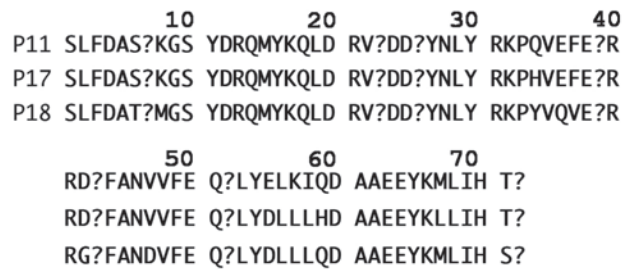 10 20 30 40
P11 SLFDAS?KGS YDRQMYKQLD RV?DD?YNLY RKPQVEFE?R
P17 SLFDAS?KGS YDRQMYKQLD RV?DD?YNLY RKPHVEFE?R
P18 SLFDAT?MGS YDRQMYKQLD RV?DD?YNLY RKPYVQVE?R
50 60 70
RD?FANVVFE Q?LYELKIQD AAEEYKMLIH T?
RD?FANVVFE Q?LYDLLLHD AAEEYKLLIH T?
RG?FANDVFE Q?LYDLLLQD AAEEYKMLIH S?